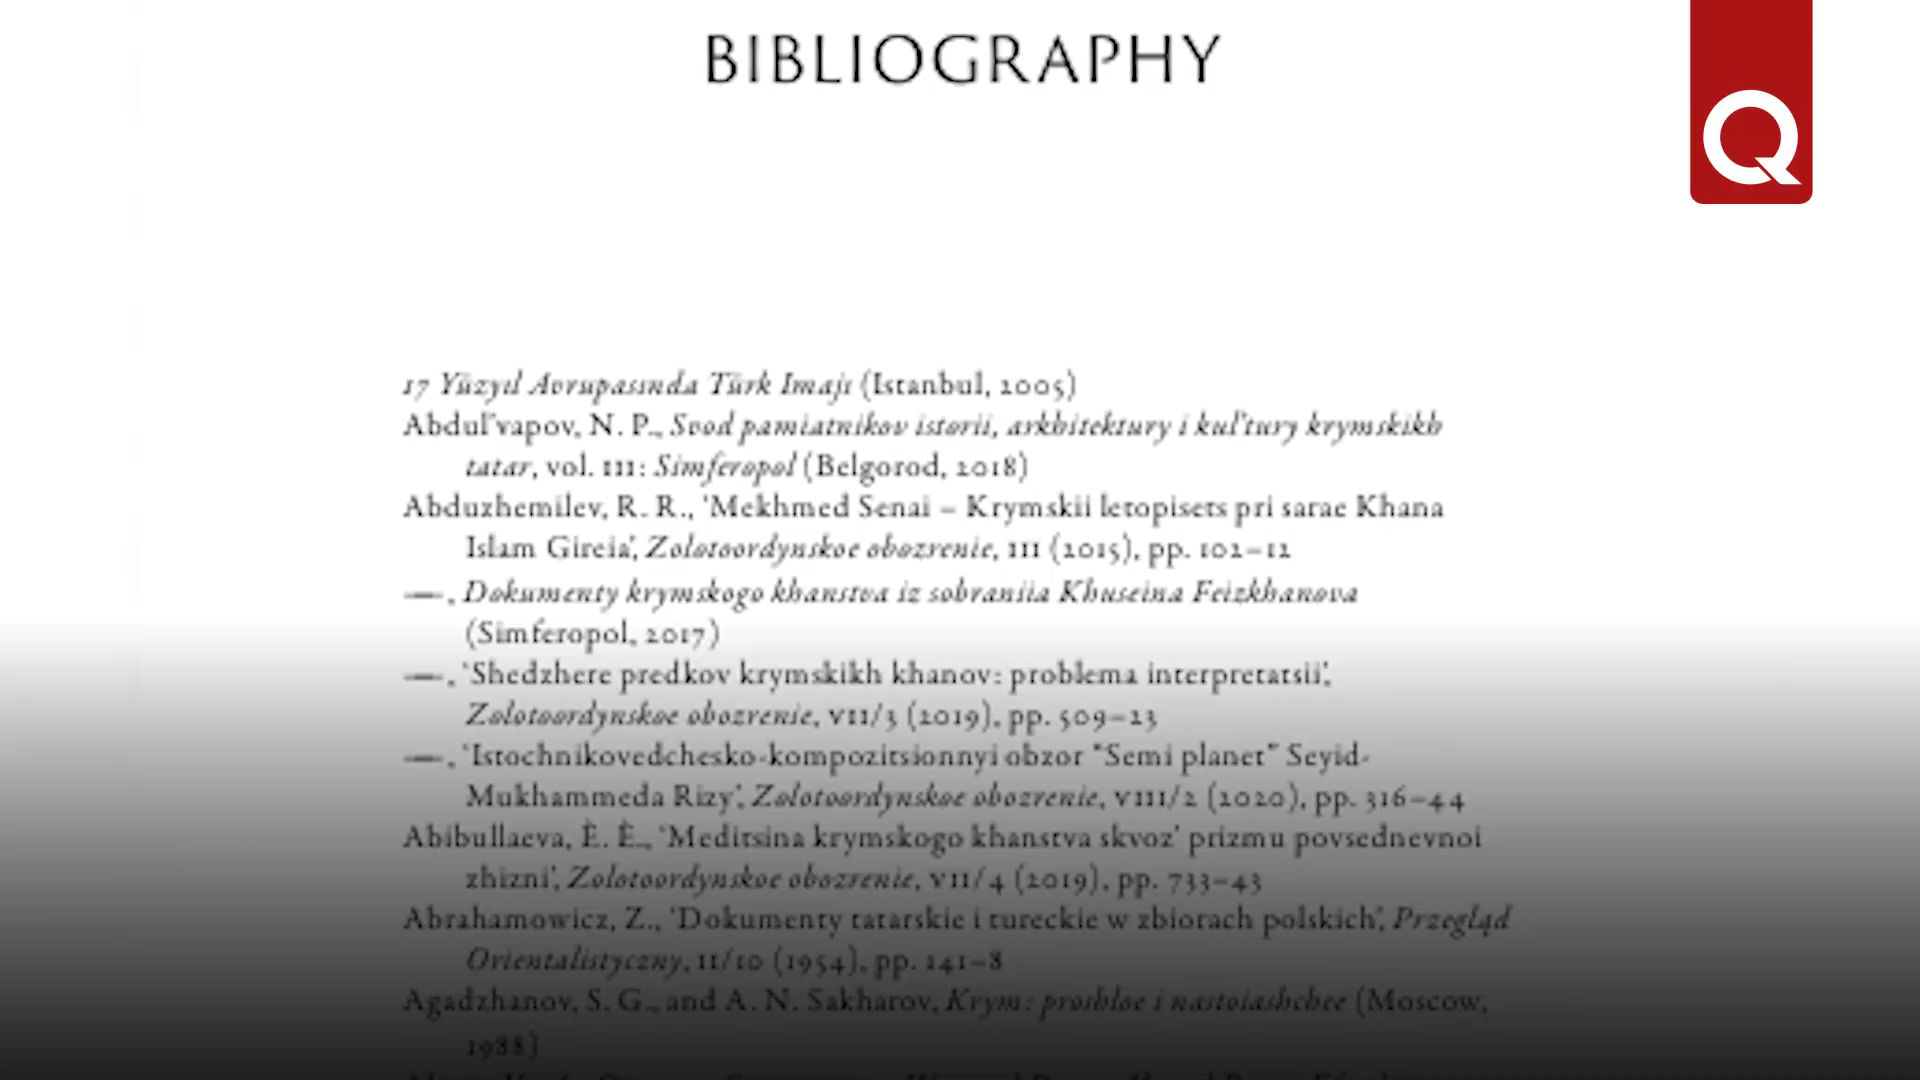 BIBLIOGRAPHY
Q
17 Yüzyıl Avrupasında Türk Imajı (Istanbul, 2005)
Abdul'vapov, N. P., Svod pamiatnikov istorii, arkhitektury i kul'tury krymskikh
tatar, vol. III: Simferopol (Belgorod, 2018)
Abduzhemilev, R. R., 'Mekhmed Senai – Krymskii letopisets pri sarae Khana
Islam Gireia', Zolotoordynskoe obozrenie, III (2015), pp. 102–12
—, Dokumenty krymskogo khanstva iz sobraniia Khuseina Feizkhanova
(Simferopol, 2017)
—, 'Shedzhere predkov krymskikh khanov: problema interpretatsii',
Zolotoordynskoe obozrenie, VII/3 (2019), pp. 509–23
—, 'Istochnikovedchesko-kompozitsionnyi obzor "Semi planet" Seyid-
Mukhammeda Rizy', Zolotoordynskoe obozrenie, VIII/2 (2020), pp. 316–44
Abibullaeva, È. È., 'Meditsina krymskogo khanstva skvoz' prizmu povsednevnoi
zhizni', Zolotoordynskoe obozrenie, VII/4 (2019), pp. 733–43
Abrahamowicz, Z., 'Dokumenty tatarskie i tureckie w zbiorach polskich', Przegląd
Orientalistyczny, II/10 (1954), pp. 141–8
Agadzhanov, S. G., and A. N. Sakharov, Krym: proshloe i nastoiashchee (Moscow,
1988)